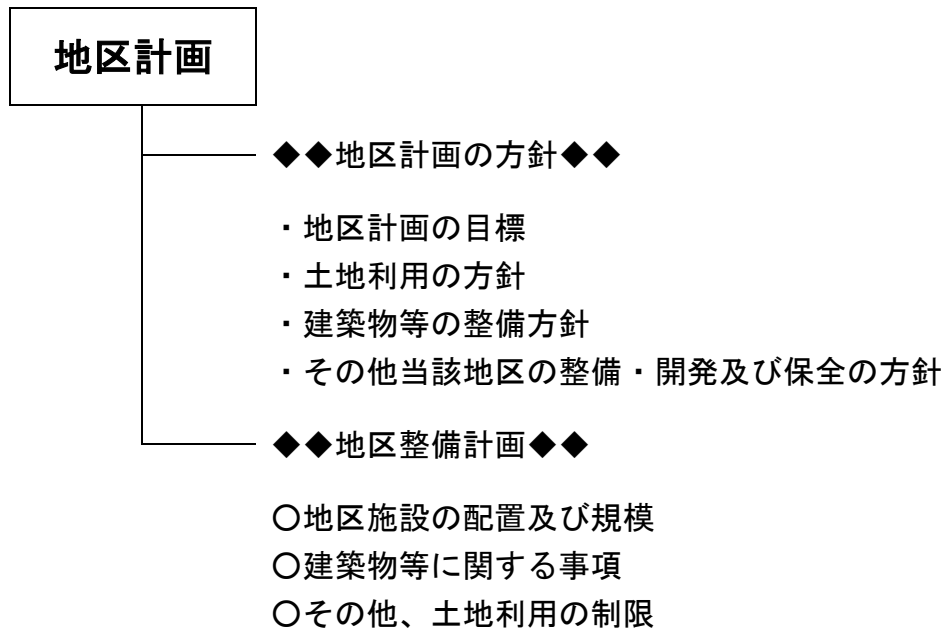 地区計画
◆◆地区計画の方針◆◆
・地区計画の目標
・土地利用の方針
・建築物等の整備方針
・その他当該地区の整備・開発及び保全の方針
◆◆地区整備計画◆◆
〇地区施設の配置及び規模
〇建築物等に関する事項
〇その他、土地利用の制限